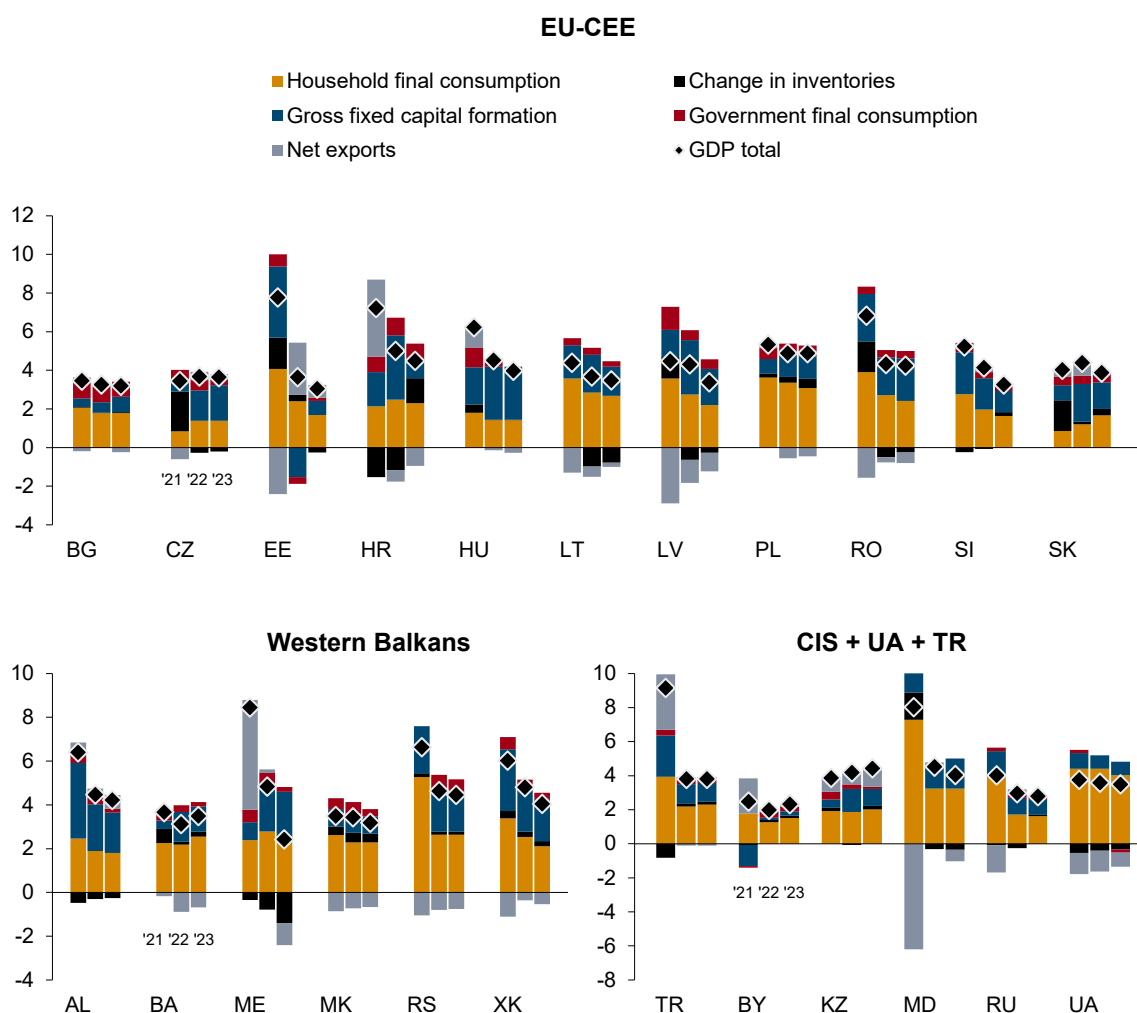 EU-CEE
Household final consumption
Change in inventories
Gross fixed capital formation
Government final consumption
Net exports
GDP total
12
10
8
6
4
2
0
-2
-4
'21 '22 '23
BG CZ EE HR HU LT LV PL RO SI SK
Western Balkans
10
8
6
4
2
0
-2
-4
'21 '22 '23
AL BA ME MK RS XK
CIS + UA + TR
10
8
6
4
2
0
-2
-4
-6
-8
'21 '22 '23
TR BY KZ MD RU UA